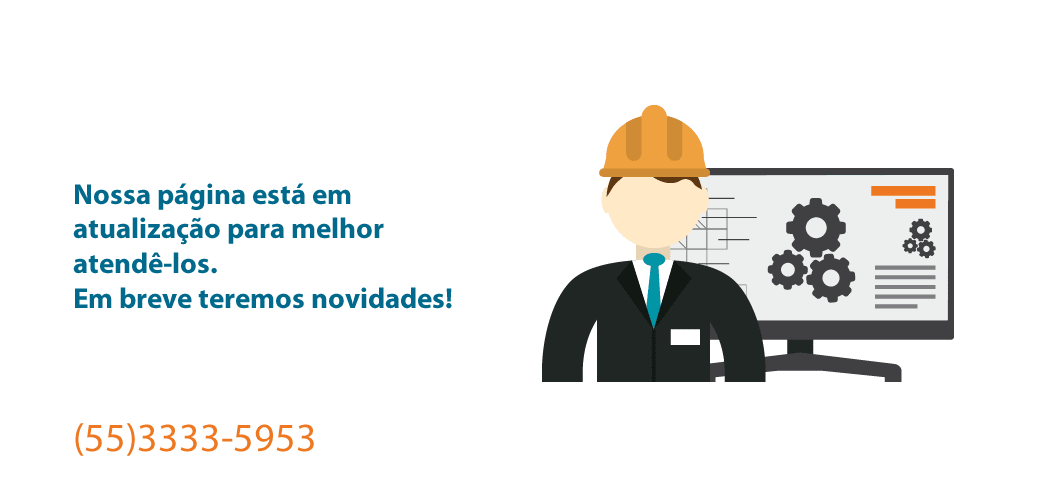 Nossa página está em
atualização para melhor
atendê-los.
Em breve teremos novidades!
(55)3333-5953